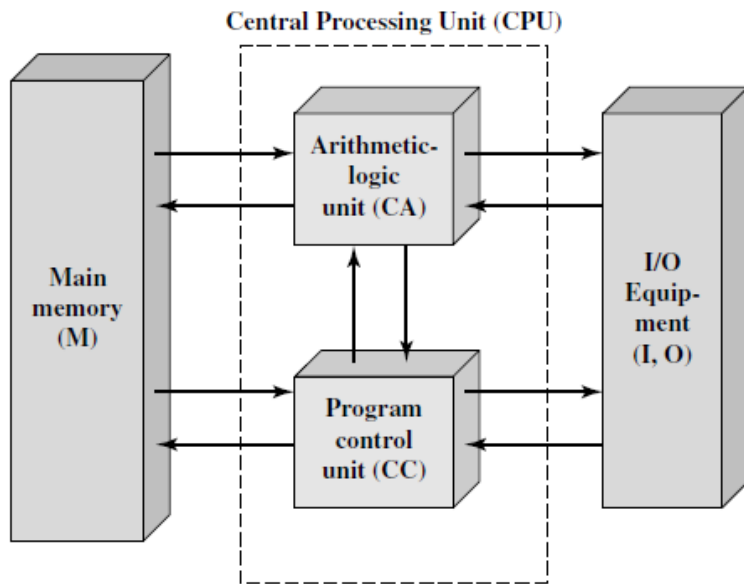 Central Processing Unit (CPU)
Arithmetic-
logic
unit (CA)
Main
memory
(M)
I/O
Equip-
ment
(I, O)
Program
control
unit (CC)